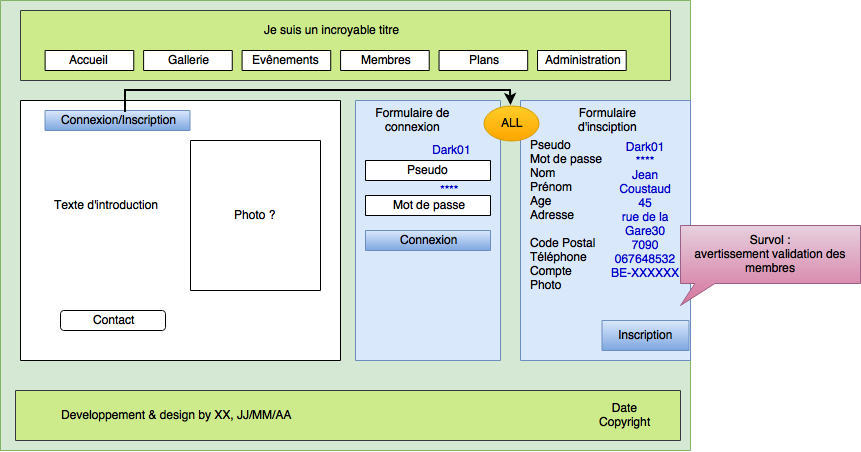 Je suis un incroyable titre
Accueil
Gallerie
Evênements
Membres
Plans
Administration
Connexion/Inscription
Texte d'introduction
Photo ?
Contact
Formulaire de
connexion
Dark01
Pseudo
****
Mot de passe
Connexion
ALL
Formulaire
d'insciption
Pseudo Dark01
Mot de passe ****
Nom Jean
Prénom Coustaud
Age 45
Adresse rue de la
Gare30
Code Postal 7090
Téléphone 067648532
Compte BE-XXXXXX
Photo
Inscription
Survol :
avertissement validation des
membres
Developpement & design by XX, JJ/MM/AA
Date
Copyright